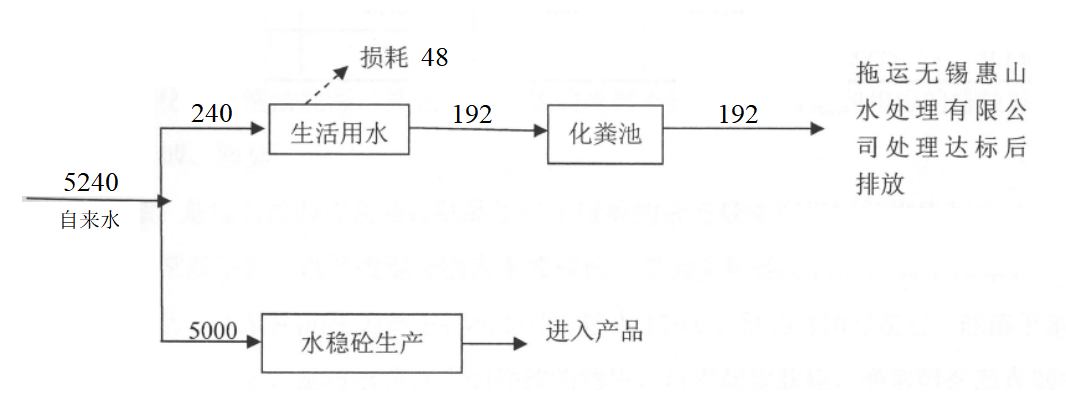 损耗 48
240
生活用水
192
化粪池
192
拖运无锡惠山
水处理有限公
司处理达标后
排放
5240
自来水
5000
水稳砼生产
进入产品